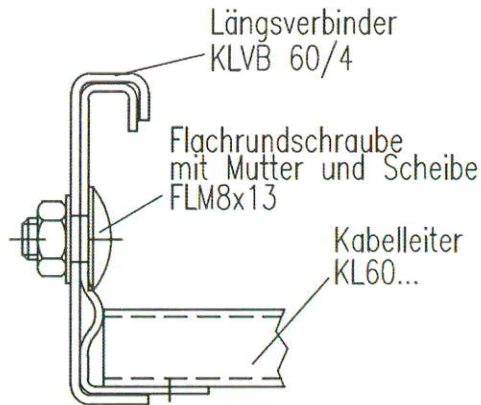 Längsverbinder
KLVB 60/4
Flachrundschraube
mit Mutter und Scheibe
FLM8x13
Kabelleiter
KL60...